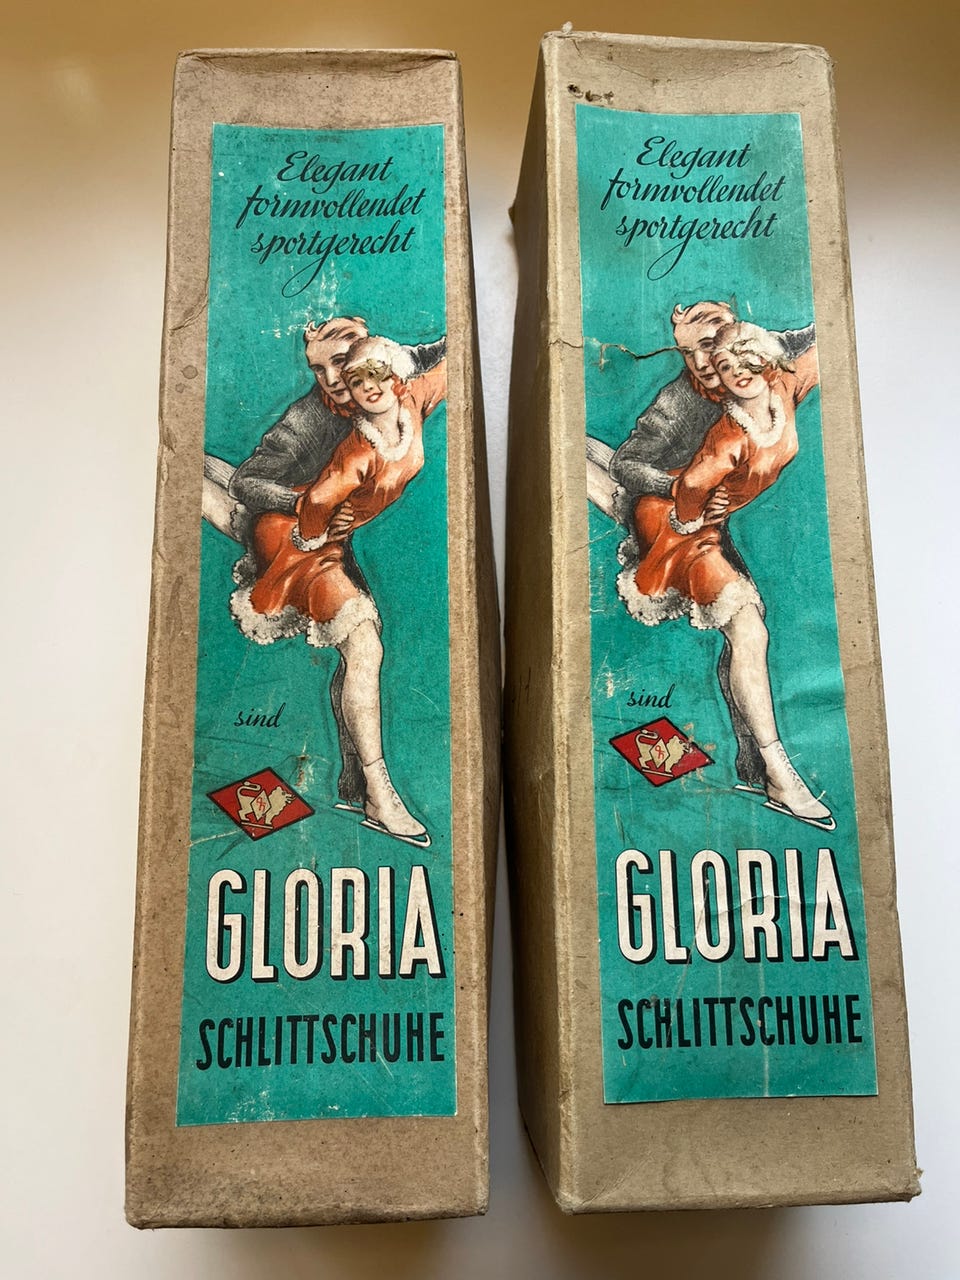 Elegant
formvollendet
sportgerecht
sind
GLORIA
SCHLITTSCHUHE
Elegant
formvollendet
sportgerecht
sind
GLORIA
SCHLITTSCHUHE